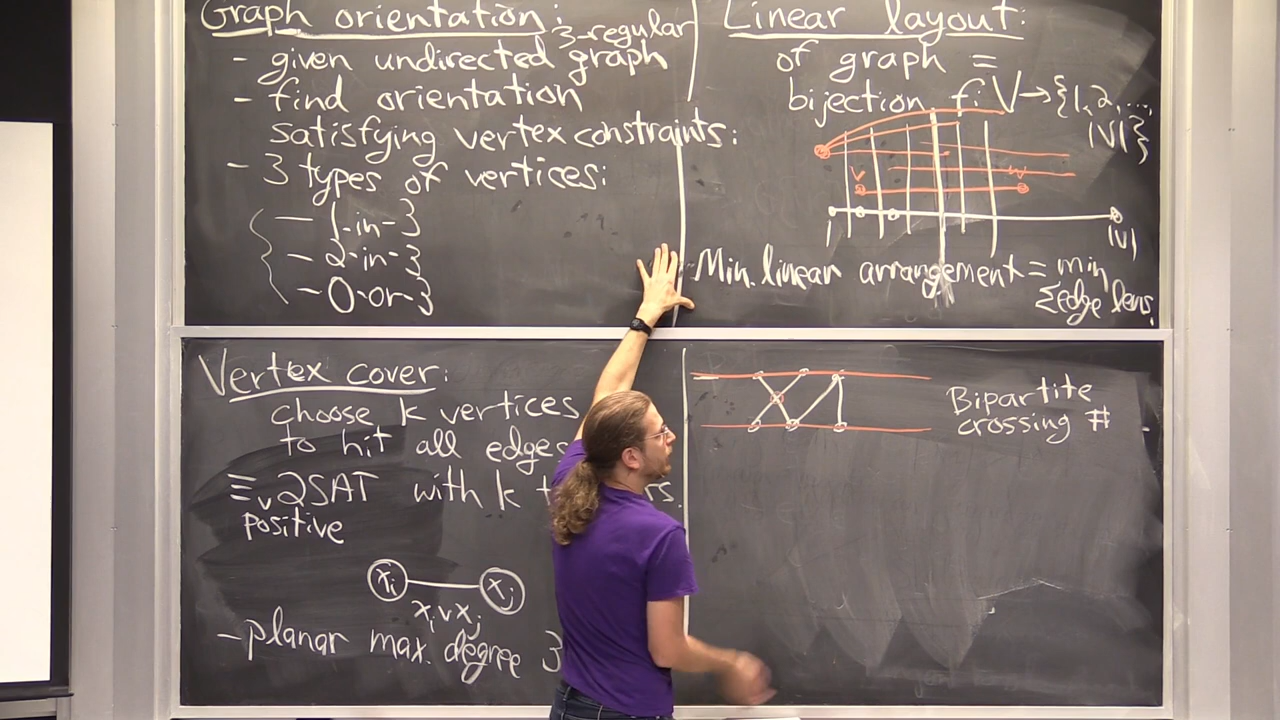 Graph orientation:
3-regular
- given undirected graph
- find orientation
satisfying vertex constraints:
- 3 types of vertices:
- 1-in-3
- 2-in-3
- 0-or-3
Linear layout:
of graph =
bijection f: V → {1,2,...,
|V|}
v
w
1
|V|
Min. linear arrangement = min
Σ edge lens.
Vertex cover:
choose k vertices
to hit all edges
≡ 2SAT with k
positive
xi
xj
xi ∨ xj
- planar max. degree 3
Bipartite
crossing #